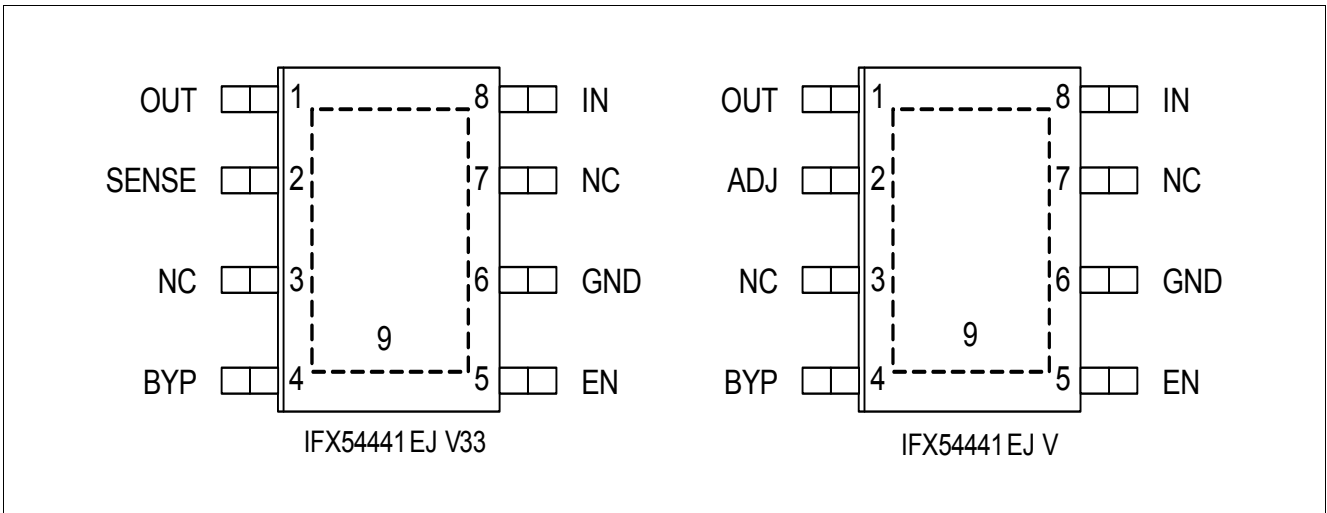 OUT 1 8 IN
SENSE 2 7 NC
NC 3 6 GND
9
BYP 4 5 EN
IFX54441 EJ V33
OUT 1 8 IN
ADJ 2 7 NC
NC 3 6 GND
9
BYP 4 5 EN
IFX54441 EJ V